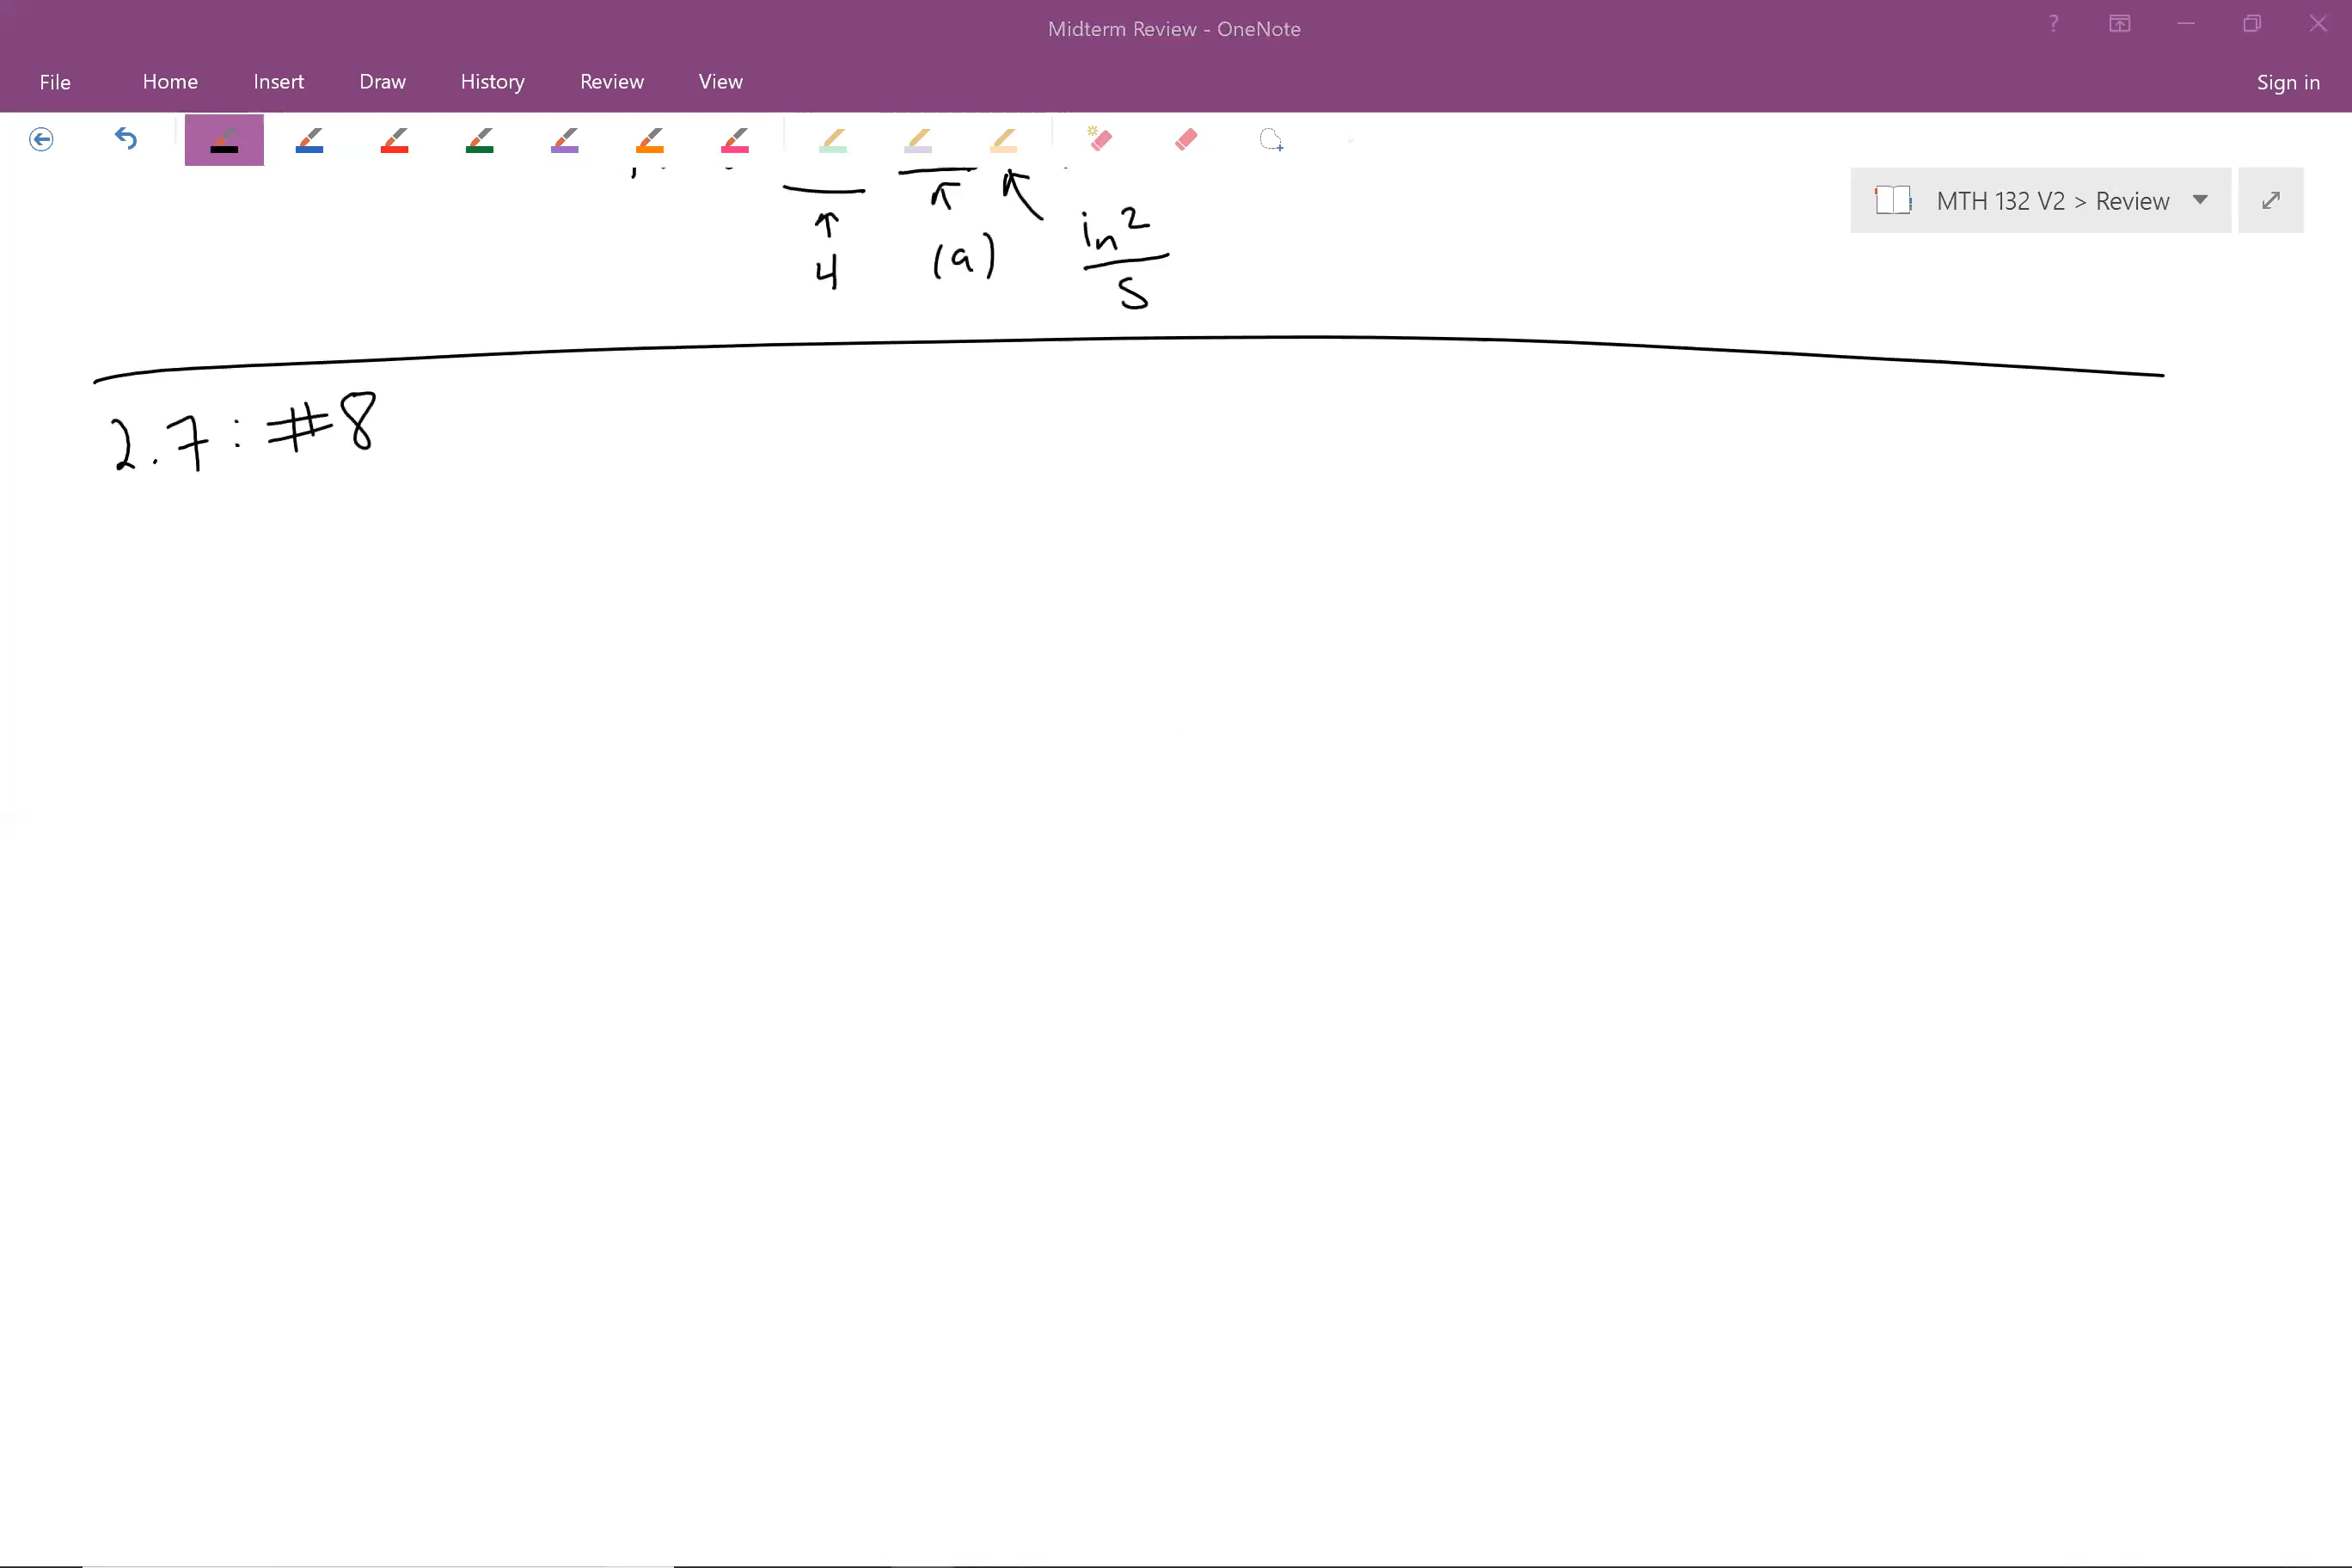 Midterm Review - OneNote
?
File Home Insert Draw History Review View Sign in
MTH 132 V2 > Review
π
↑ (a) in²
4 s
2.7: #8